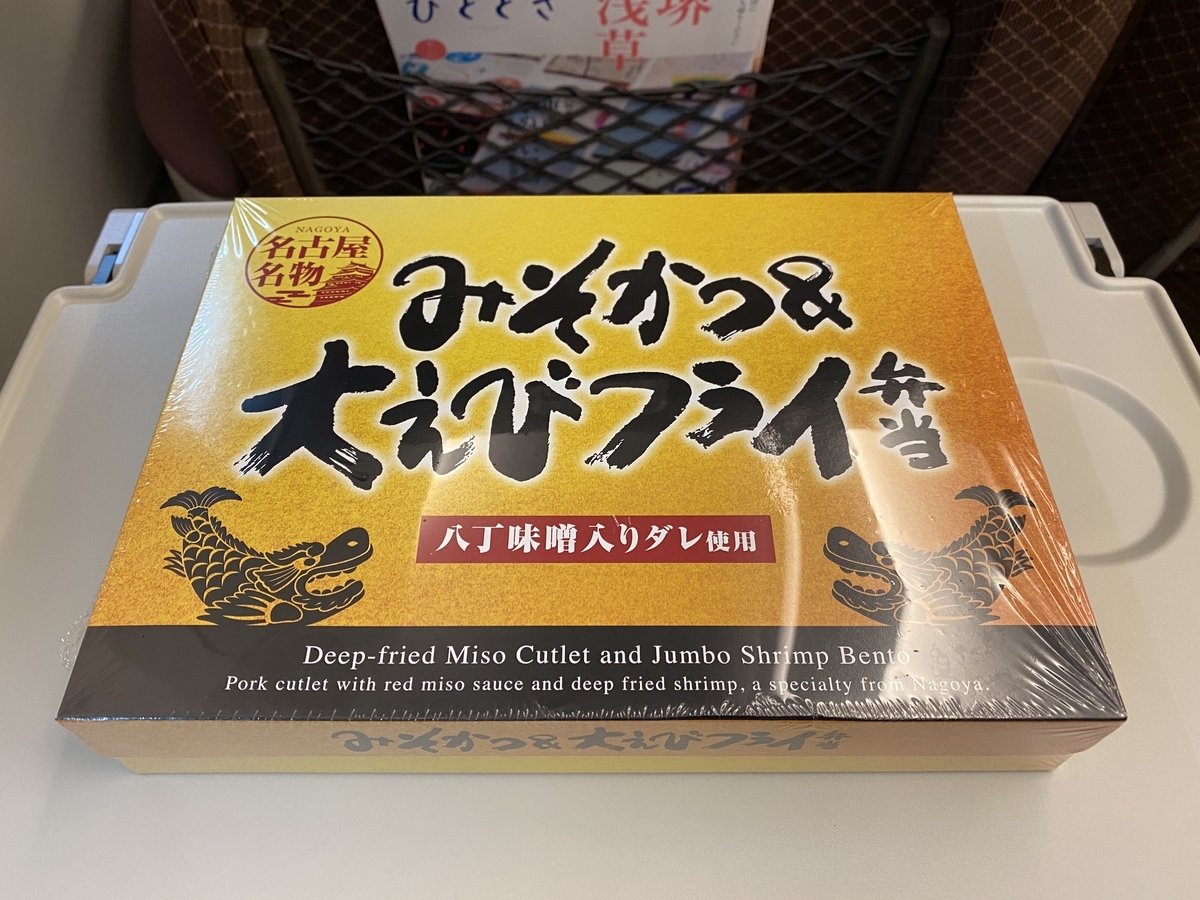 ひととき
浅草
堺
NAGOYA
名古屋
名物
みそかつ&
大えびフライ弁当
八丁味噌入りダレ使用
Deep-fried Miso Cutlet and Jumbo Shrimp Bento
Pork cutlet with red miso sauce and deep fried shrimp, a specialty from Nagoya.
みそかつ&大えびフライ弁当